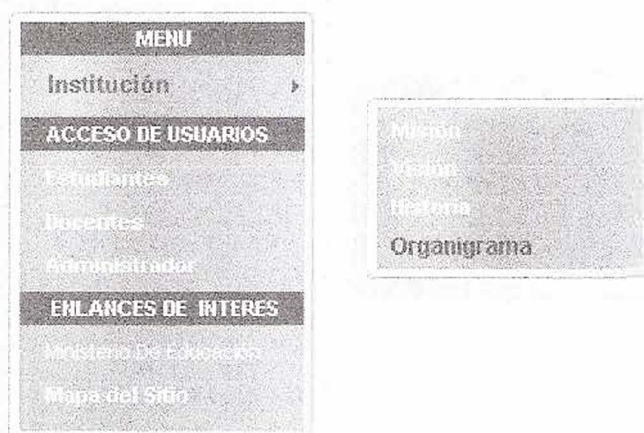 MENU
Institución
ACCESO DE USUARIOS
Estudiantes
Docentes
Administrador
ENLANCES DE INTERES
Ministerio De Educación
Mapa del Sitio
Misión
Visión
Historia
Organigrama